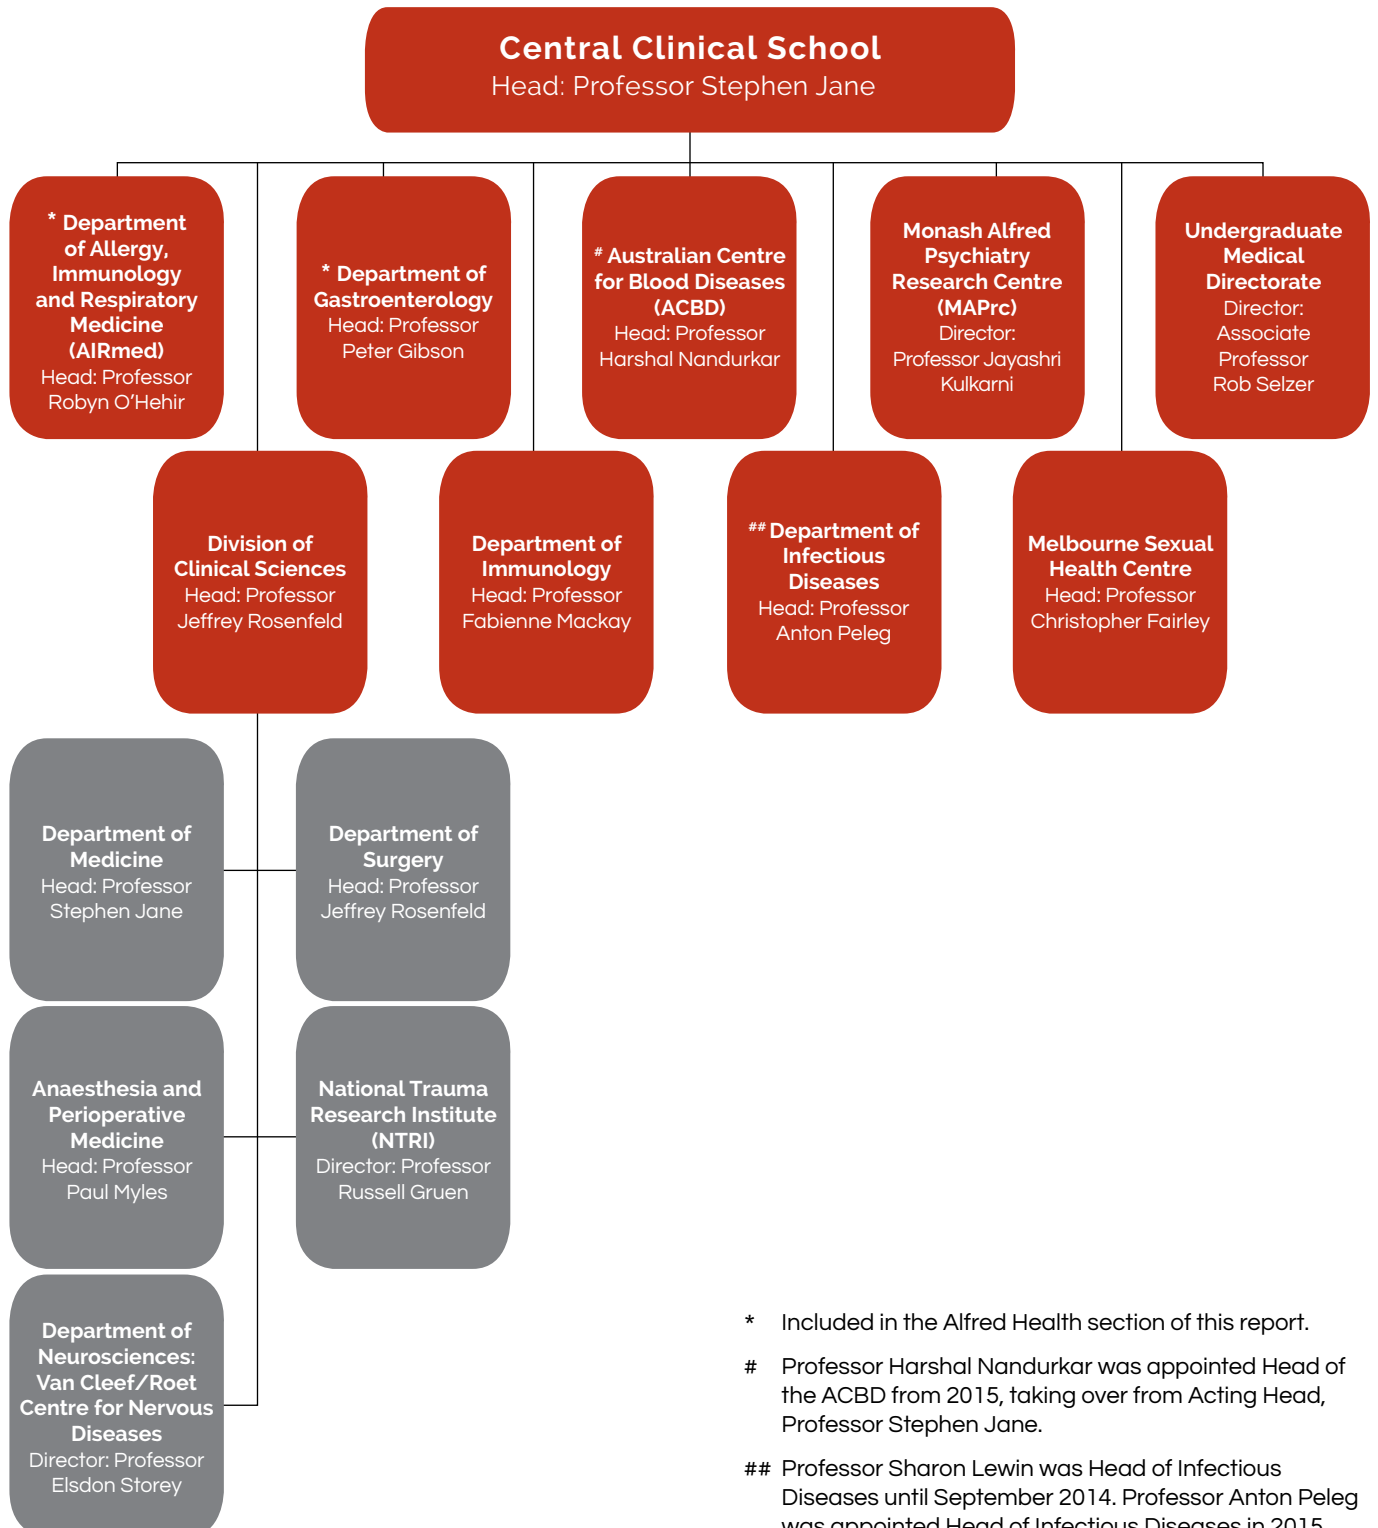 Central Clinical School
Head: Professor Stephen Jane
* Department
of Allergy,
Immunology
and Respiratory
Medicine
(AIRmed)
Head: Professor
Robyn O’Hehir
* Department of
Gastroenterology
Head: Professor
Peter Gibson
# Australian Centre
for Blood Diseases
(ACBD)
Head: Professor
Harshal Nandurkar
Monash Alfred
Psychiatry
Research Centre
(MAPrc)
Director:
Professor Jayashri
Kulkarni
Undergraduate
Medical
Directorate
Director:
Associate
Professor
Rob Selzer
Division of
Clinical Sciences
Head: Professor
Jeffrey Rosenfeld
Department of
Immunology
Head: Professor
Fabienne Mackay
## Department of
Infectious
Diseases
Head: Professor
Anton Peleg
Melbourne Sexual
Health Centre
Head: Professor
Christopher Fairley
Department of
Medicine
Head: Professor
Stephen Jane
Department of
Surgery
Head: Professor
Jeffrey Rosenfeld
Anaesthesia and
Perioperative
Medicine
Head: Professor
Paul Myles
National Trauma
Research Institute
(NTRI)
Director: Professor
Russell Gruen
Department of
Neurosciences:
Van Cleef/Roet
Centre for Nervous
Diseases
Director: Professor
Elsdon Storey
* Included in the Alfred Health section of this report.
# Professor Harshal Nandurkar was appointed Head of
the ACBD from 2015, taking over from Acting Head,
Professor Stephen Jane.
## Professor Sharon Lewin was Head of Infectious
Diseases until September 2014. Professor Anton Peleg
was appointed Head of Infectious Diseases in 2015.